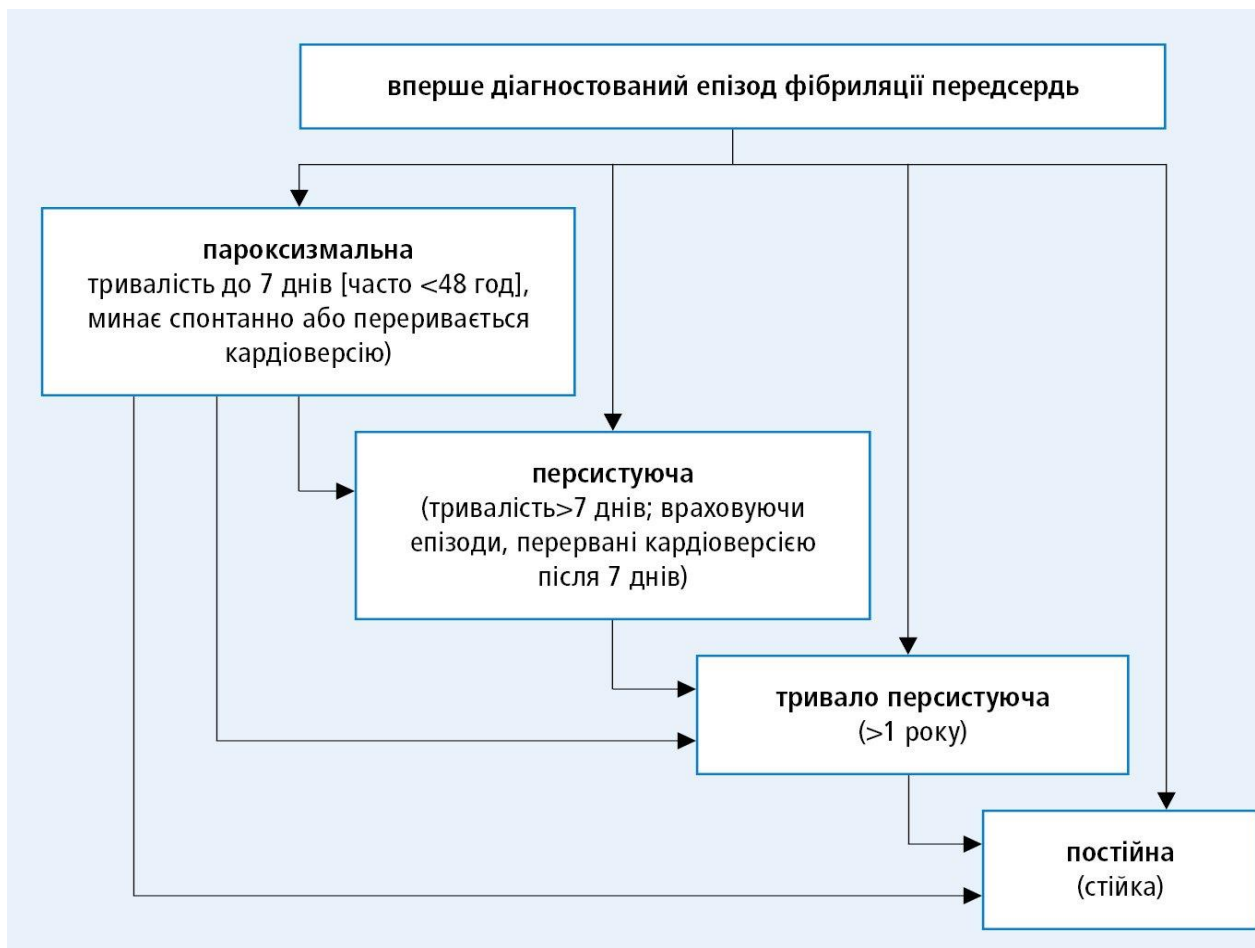 вперше діагностований епізод фібриляції передсердь
пароксизмальна
тривалість до 7 днів [часто <48 год],
минає спонтанно або переривається
кардіоверсію)
персистуюча
(тривалість>7 днів; враховуючи
епізоди, перервані кардіоверсією
після 7 днів)
тривало персистуюча
(>1 року)
постійна
(стійка)